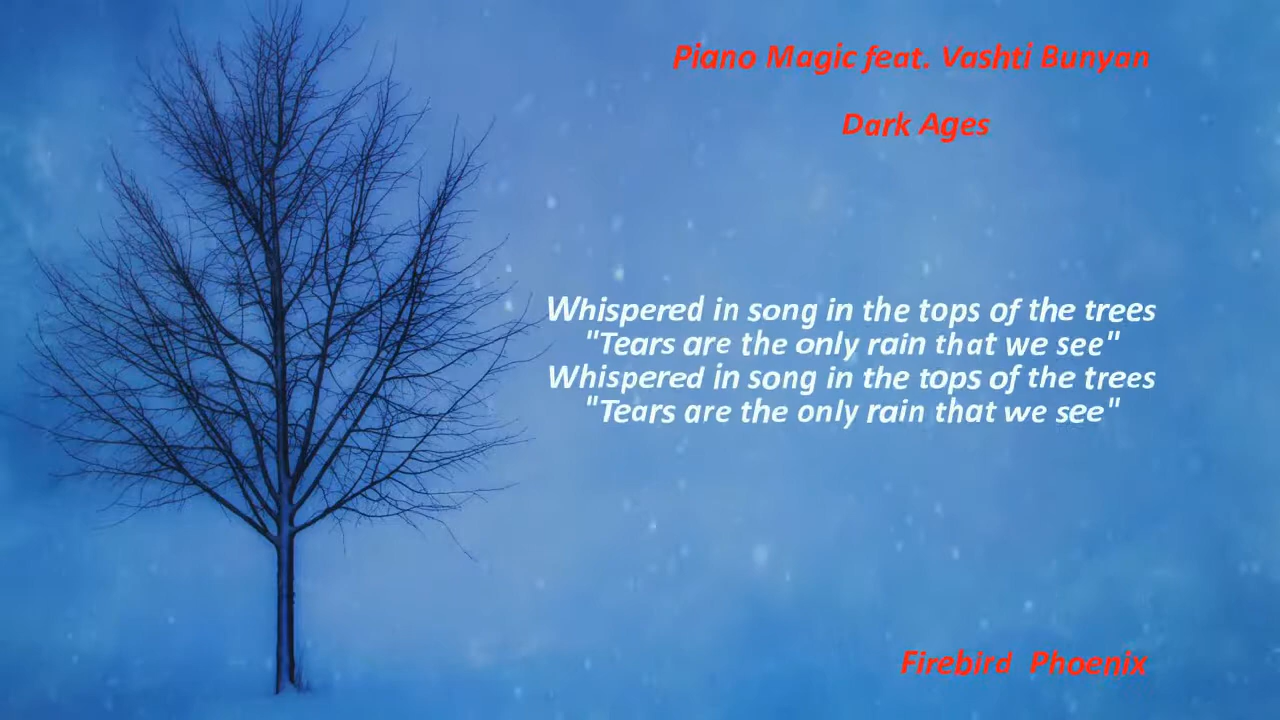 Piano Magic feat. Vashti Bunyan
Dark Ages
Whispered in song in the tops of the trees
"Tears are the only rain that we see"
Whispered in song in the tops of the trees
"Tears are the only rain that we see"
Firebird Phoenix